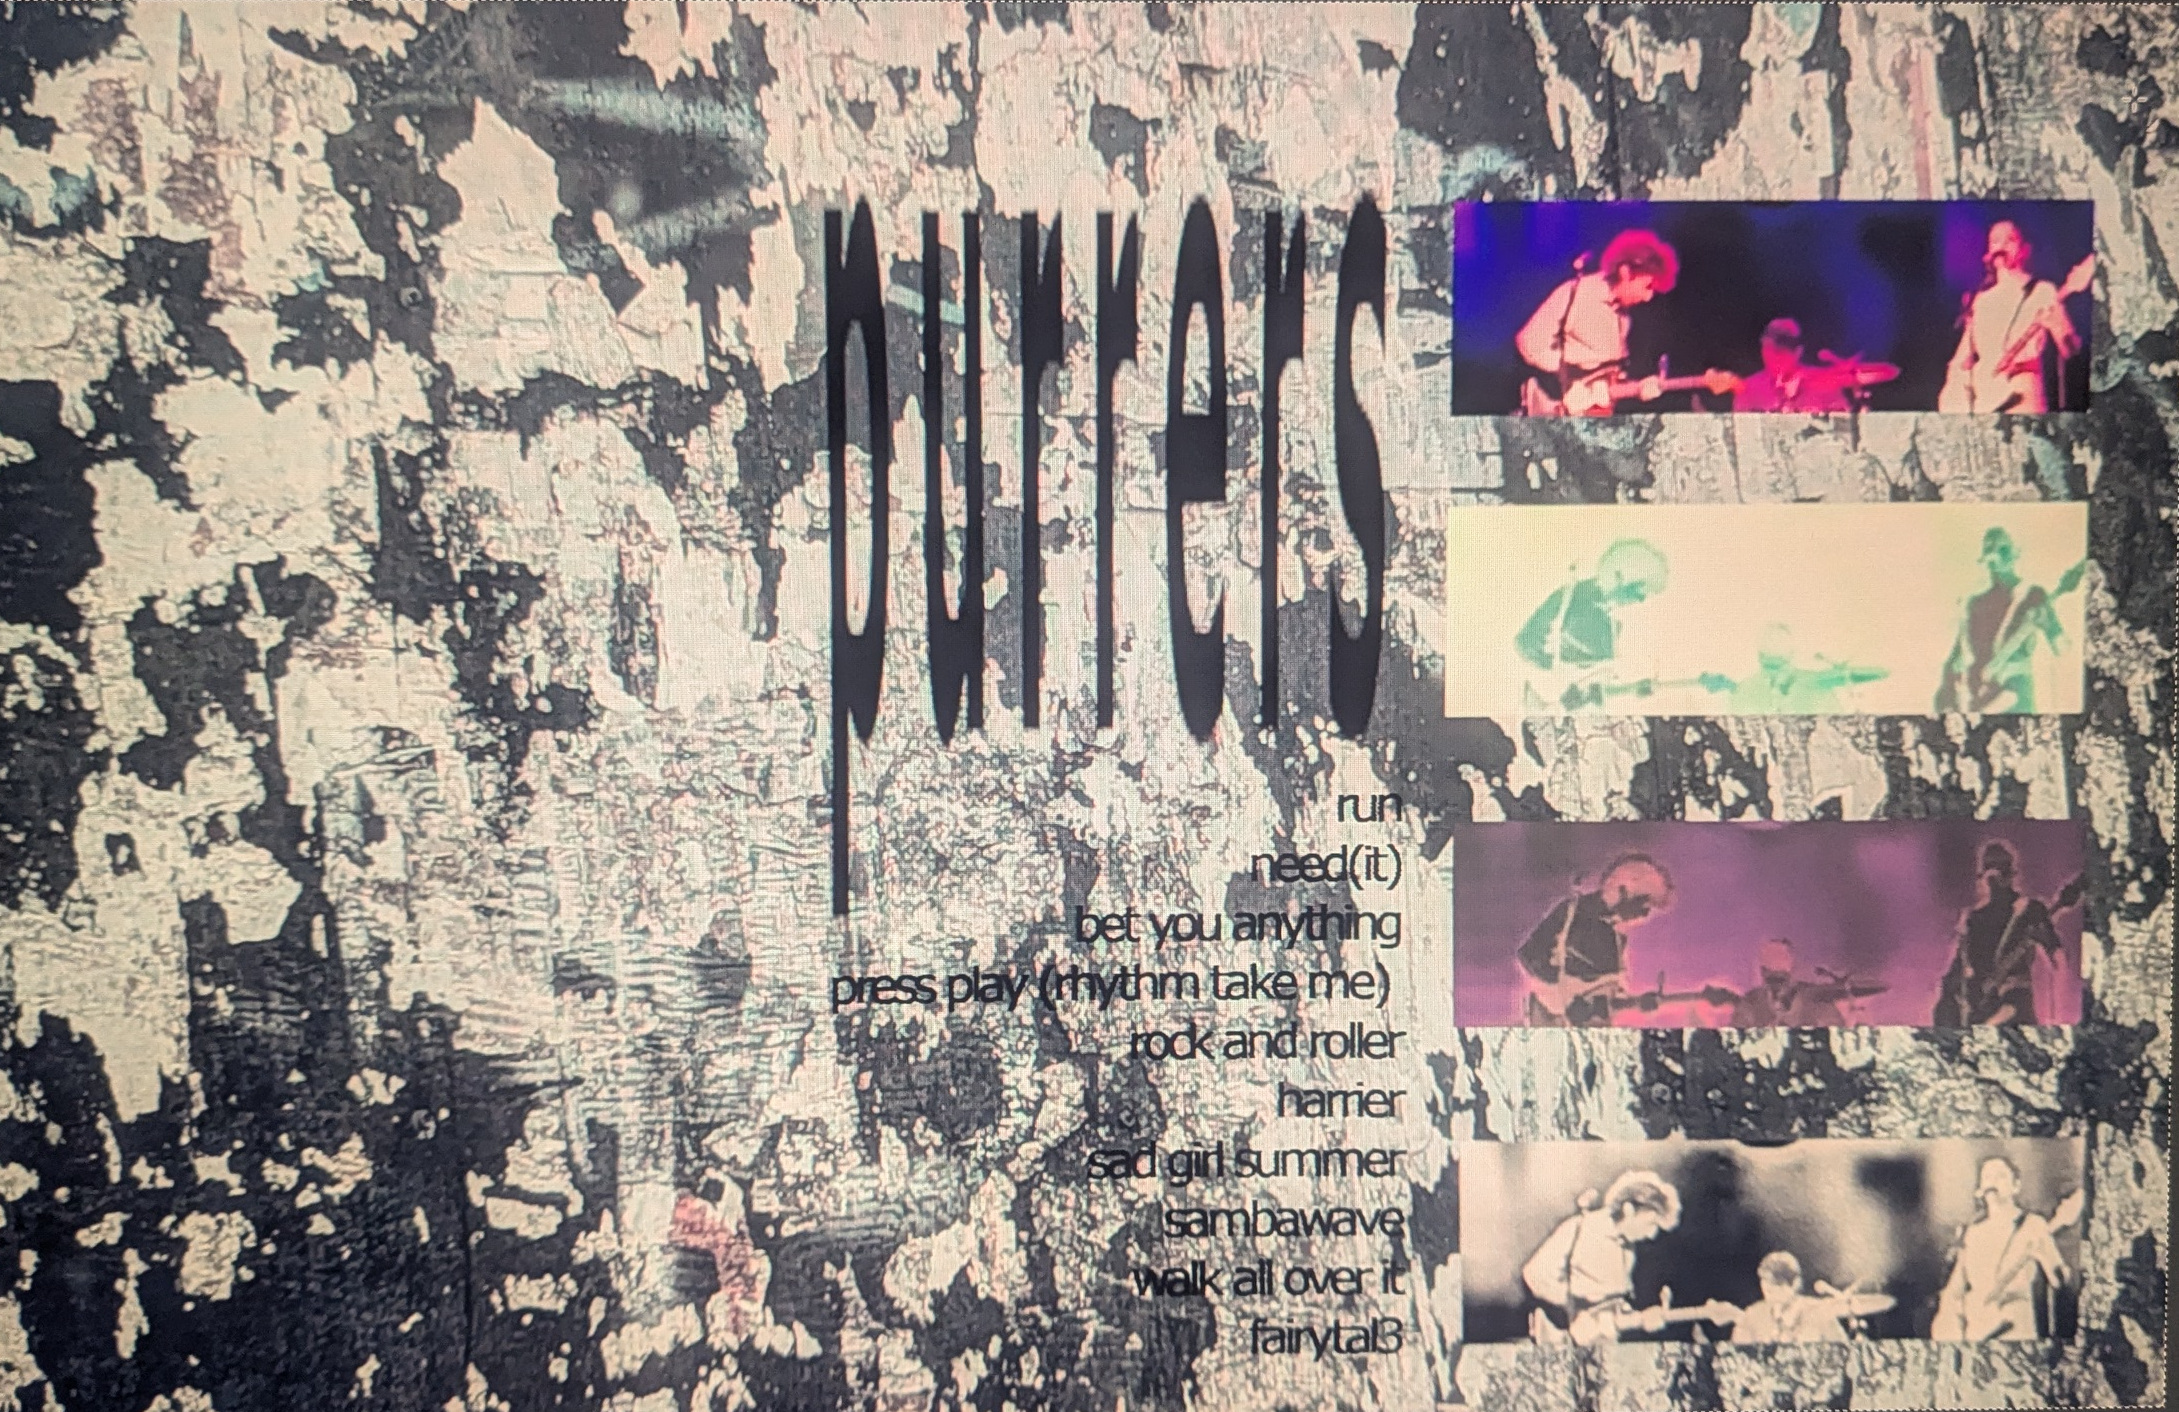 purrers
run
need(it)
bet you anything
press play (rhythm take me)
rock and roller
harrier
sad girl summer
sambawave
walk all over it
fairytal3